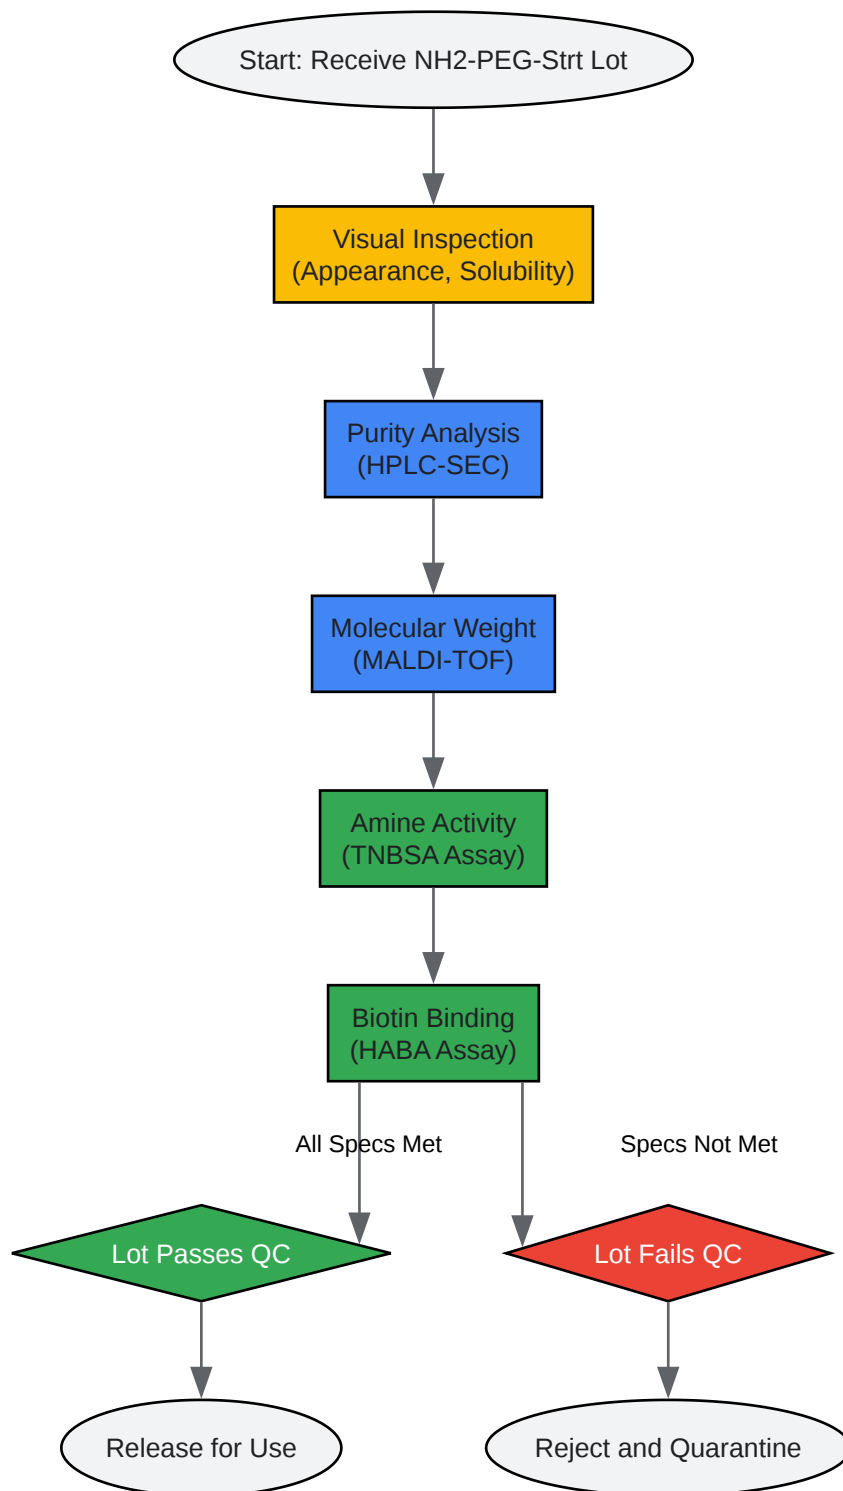 Start: Receive NH2-PEG-Strt Lot
Visual Inspection
(Appearance, Solubility)
Purity Analysis
(HPLC-SEC)
Molecular Weight
(MALDI-TOF)
Amine Activity
(TNBSA Assay)
Biotin Binding
(HABA Assay)
All Specs Met
Specs Not Met
Lot Passes QC
Lot Fails QC
Release for Use
Reject and Quarantine